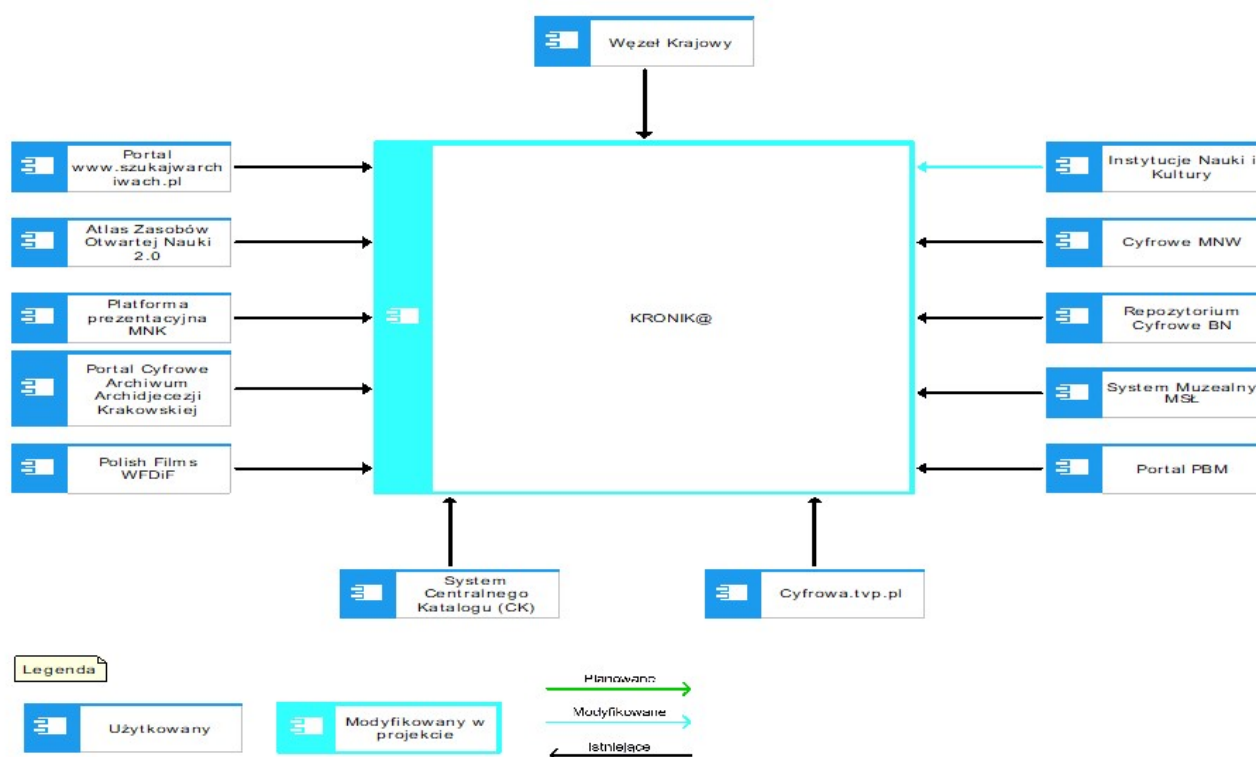 Węzeł Krajowy
Portal
www.szukajwarch
iwach.pl
Atlas Zasobów
Otwartej Nauki
2.0
Platforma
prezentacyjna
MNK
Portal Cyfrowe
Archiwum
Archidjecezji
Krakowskiej
Polish Films
WFDiF
KRONIK@
Instytucje Nauki i
Kultury
Cyfrowe MNW
Repozytorium
Cyfrowe BN
System Muzealny
MSŁ
Portal PBM
System
Centralnego
Katalogu (CK)
Cyfrowa.tvp.pl
Legenda
Użytkowany
Modyfikowany w
projekcie
Planowane
Modyfikowane
Istniejące